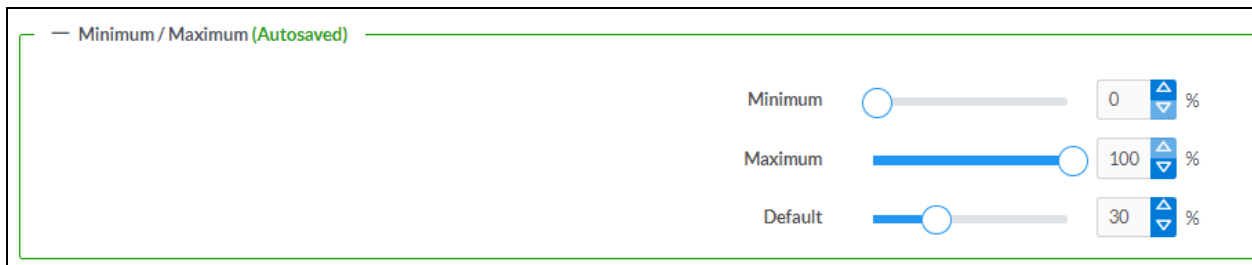 Minimum / Maximum (Autosaved)
Minimum 0 %
Maximum 100 %
Default 30 %